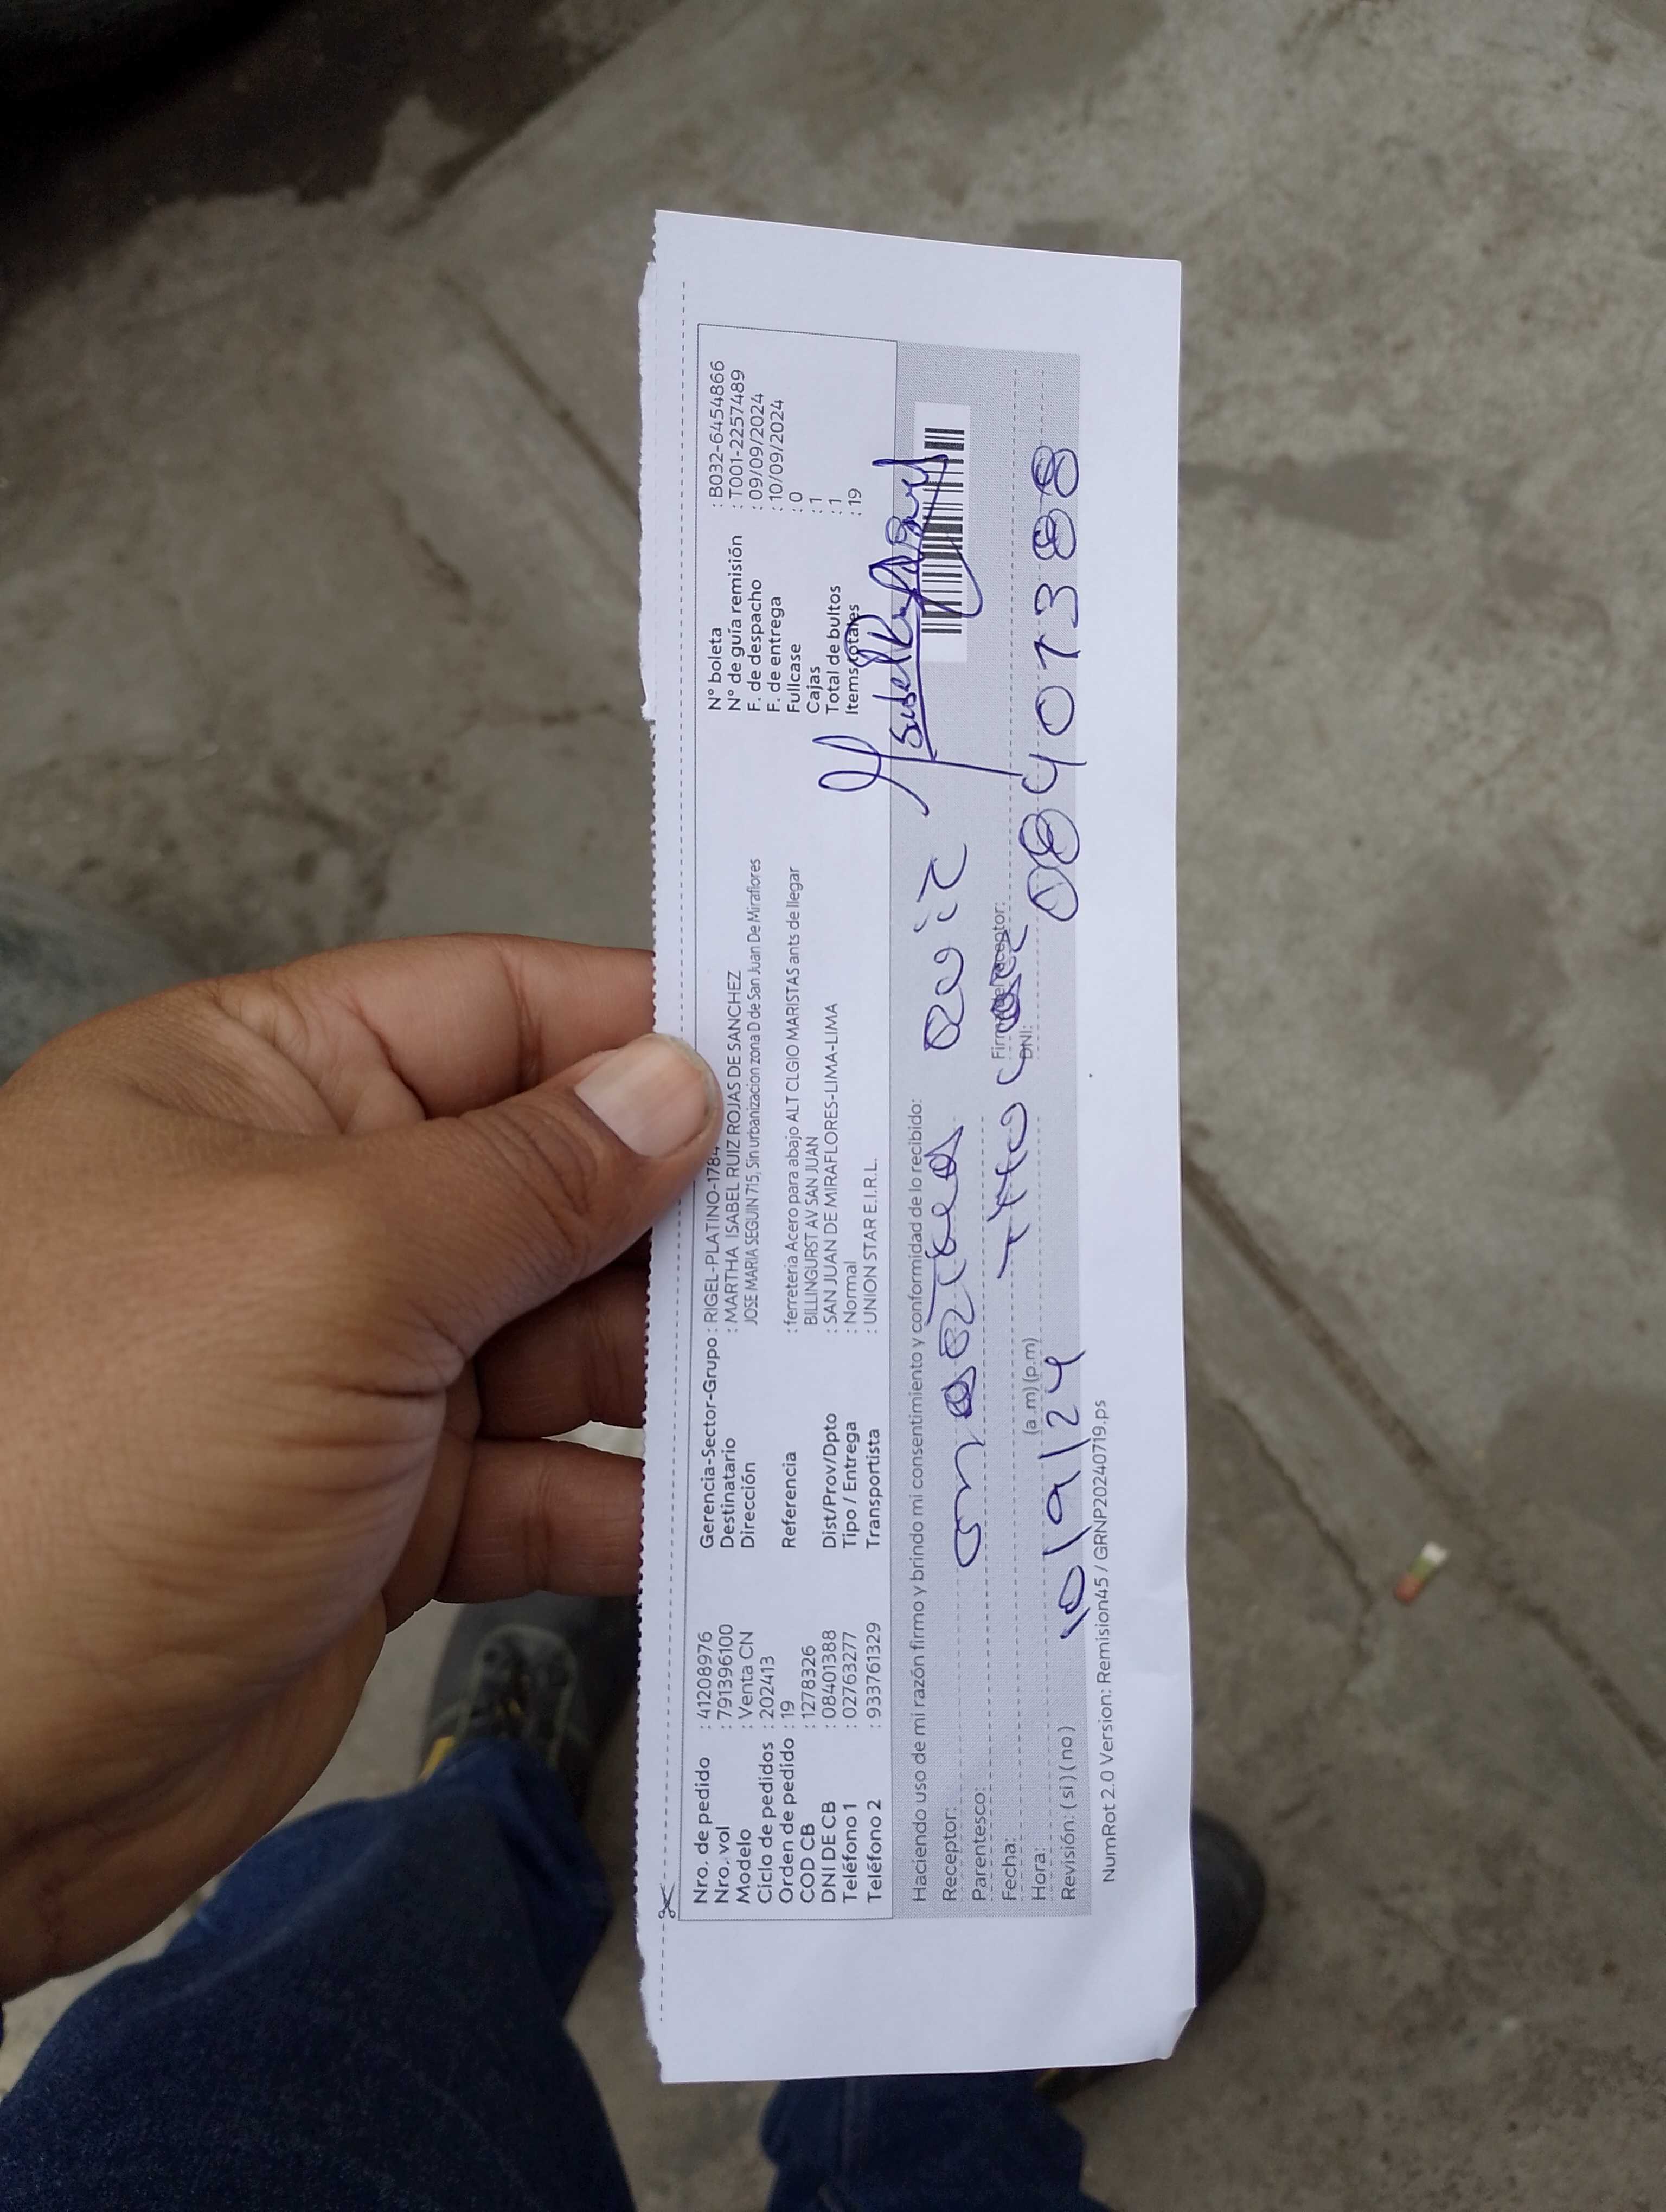 Nro. de pedido : 41208976
Nro. vol : 791396100
Modelo : Venta CN
Ciclo de pedidos : 202413
Orden de pedido : 19
COD CB : 1278326
DNI DE CB : 08401388
Teléfono 1 : 02763277
Teléfono 2 : 933761329
Gerencia-Sector-Grupo : RIGEL-PLATINO-1784
Destinatario : MARTHA ISABEL RUIZ ROJAS DE SANCHEZ
Dirección JOSE MARIA SEGUIN 715, Sin urbanizacion zona D de San Juan De Miraflores
Referencia : ferreteria Acero para abajo ALT CLGIO MARISTAS ants de llegar
BILLINGURST AV SAN JUAN
Dist/Prov/Dpto : SAN JUAN DE MIRAFLORES-LIMA-LIMA
Tipo / Entrega : Normal
Transportista : UNION STAR E.I.R.L.
N° boleta : B032-6454866
N° de guía remisión : T001-2257489
F. de despacho : 09/09/2024
F. de entrega : 10/09/2024
Fullcase : 0
Cajas : 1
Total de bultos : 1
Items totales : 19
Haciendo uso de mi razón firmo y brindo mi consentimiento y conformidad de lo recibido:
Receptor:
Parentesco:
Fecha: Firma del receptor:
Hora: (a.m) (p.m) DNI: 08401388
Revisión: ( si ) ( no ) 10/9/24
NumRot 2.0 Version: Remision45 / GRNP20240719.ps